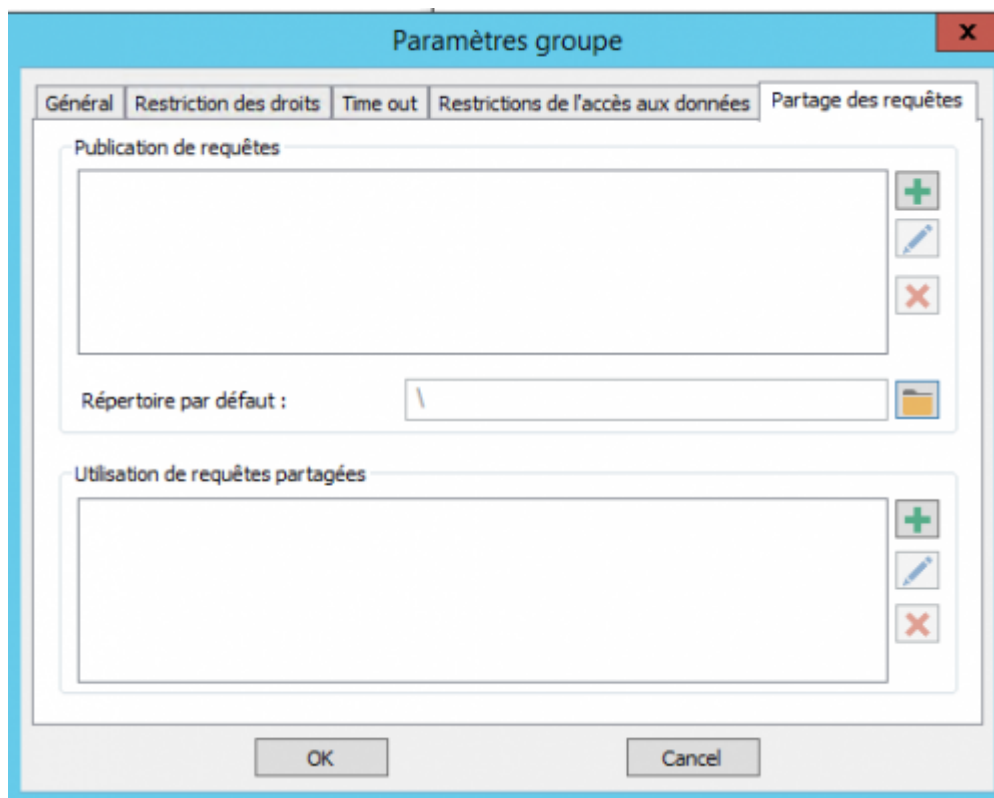 Paramètres groupe
Général Restriction des droits Time out Restrictions de l'accès aux données Partage des requêtes
Publication de requêtes
Répertoire par défaut : \
Utilisation de requêtes partagées
OK Cancel